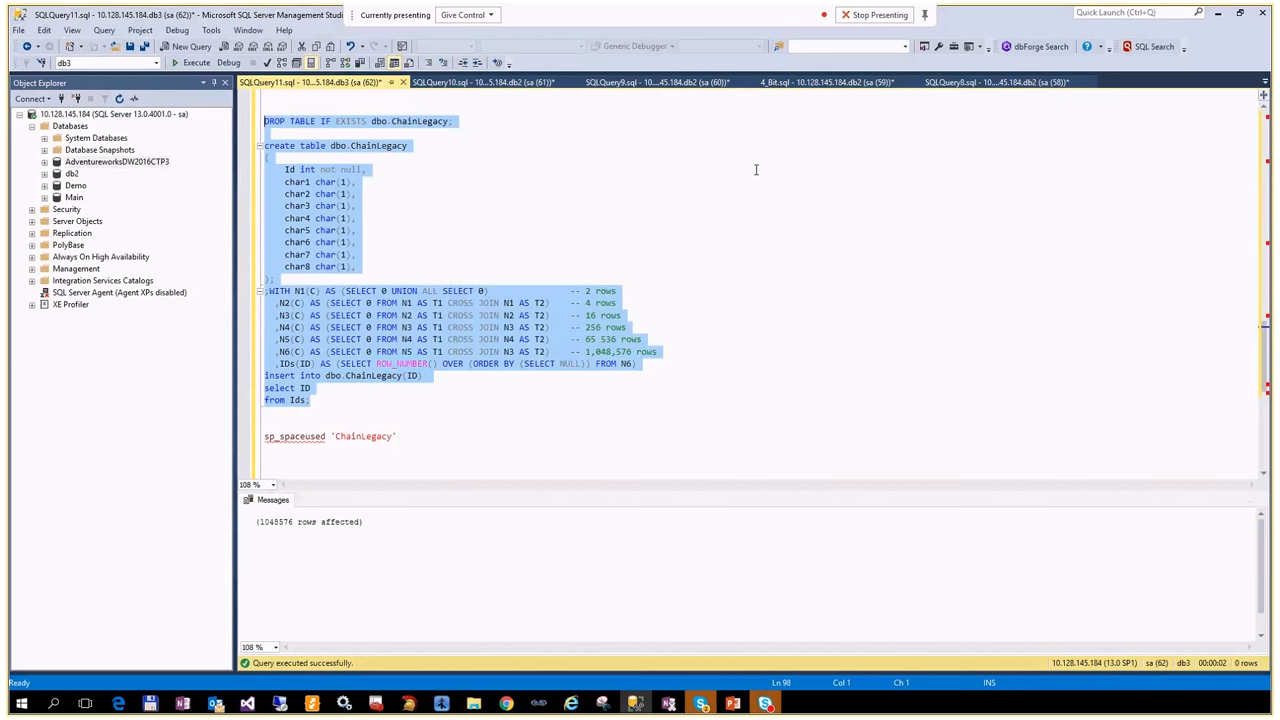 SQLQuery11.sql - 10.128.145.184.db3 (sa (62))* - Microsoft SQL Server Management Studi
Currently presenting
Give Control
Stop Presenting
Quick Launch (Ctrl+Q)
File Edit View Query Project Debug Tools Window Help
New Query
Generic Debugger
dbForge Search
SQL Search
db3
Execute Debug
Object Explorer
SQLQuery11.sql - 10...5.184.db3 (sa (62))*
SQLQuery10.sql - 10...5.184.db2 (sa (61))*
SQLQuery9.sql - 10....45.184.db2 (sa (60))*
4_Bit.sql - 10.128.145.184.db2 (sa (59))*
SQLQuery8.sql - 10....45.184.db2 (sa (58))*
Connect
10.128.145.184 (SQL Server 13.0.4001.0 - sa)
Databases
System Databases
Database Snapshots
AdventureworksDW2016CTP3
db2
Demo
Main
Security
Server Objects
Replication
PolyBase
Always On High Availability
Management
Integration Services Catalogs
SQL Server Agent (Agent XPs disabled)
XE Profiler
DROP TABLE IF EXISTS dbo.ChainLegacy;
create table dbo.ChainLegacy
(
Id int not null,
char1 char(1),
char2 char(1),
char3 char(1),
char4 char(1),
char5 char(1),
char6 char(1),
char7 char(1),
char8 char(1),
);
;WITH N1(C) AS (SELECT 0 UNION ALL SELECT 0) -- 2 rows
,N2(C) AS (SELECT 0 FROM N1 AS T1 CROSS JOIN N1 AS T2) -- 4 rows
,N3(C) AS (SELECT 0 FROM N2 AS T1 CROSS JOIN N2 AS T2) -- 16 rows
,N4(C) AS (SELECT 0 FROM N3 AS T1 CROSS JOIN N3 AS T2) -- 256 rows
,N5(C) AS (SELECT 0 FROM N4 AS T1 CROSS JOIN N4 AS T2) -- 65 536 rows
,N6(C) AS (SELECT 0 FROM N5 AS T1 CROSS JOIN N3 AS T2) -- 1,048,576 rows
,IDs(ID) AS (SELECT ROW_NUMBER() OVER (ORDER BY (SELECT NULL)) FROM N6)
insert into dbo.ChainLegacy(ID)
select ID
from Ids;
sp_spaceused 'ChainLegacy'
108 %
Messages
(1048576 rows affected)
108 %
Query executed successfully.
10.128.145.184 (13.0 SP1) sa (62) db3 00:00:02 0 rows
Ready
Ln 98 Col 1 Ch 1 INS